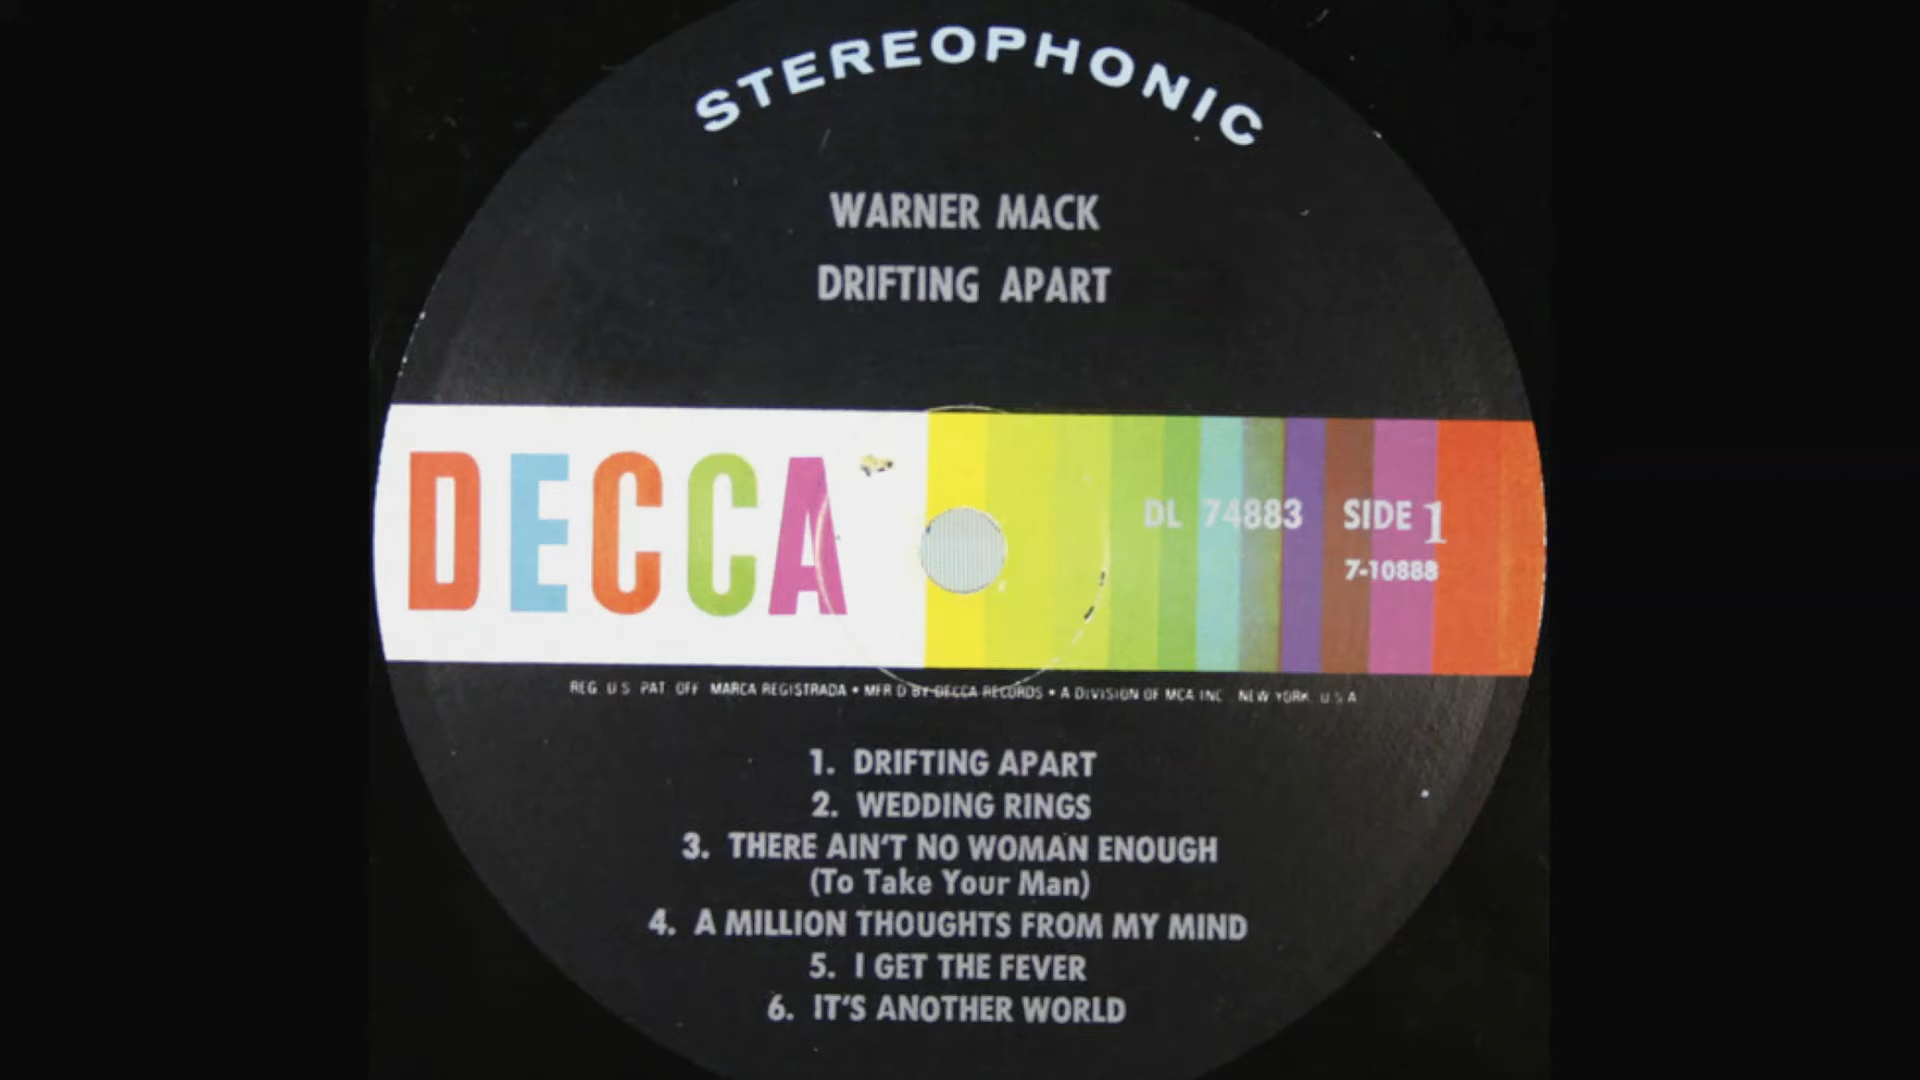 STEREOPHONIC
WARNER MACK
DRIFTING APART
DECCA
DL 74883 SIDE 1
7-10888
REG. U.S. PAT. OFF. MARCA REGISTRADA • MFR'D BY DECCA RECORDS • A DIVISION OF MCA INC. NEW YORK, U.S.A.
1. DRIFTING APART
2. WEDDING RINGS
3. THERE AIN'T NO WOMAN ENOUGH
(To Take Your Man)
4. A MILLION THOUGHTS FROM MY MIND
5. I GET THE FEVER
6. IT'S ANOTHER WORLD